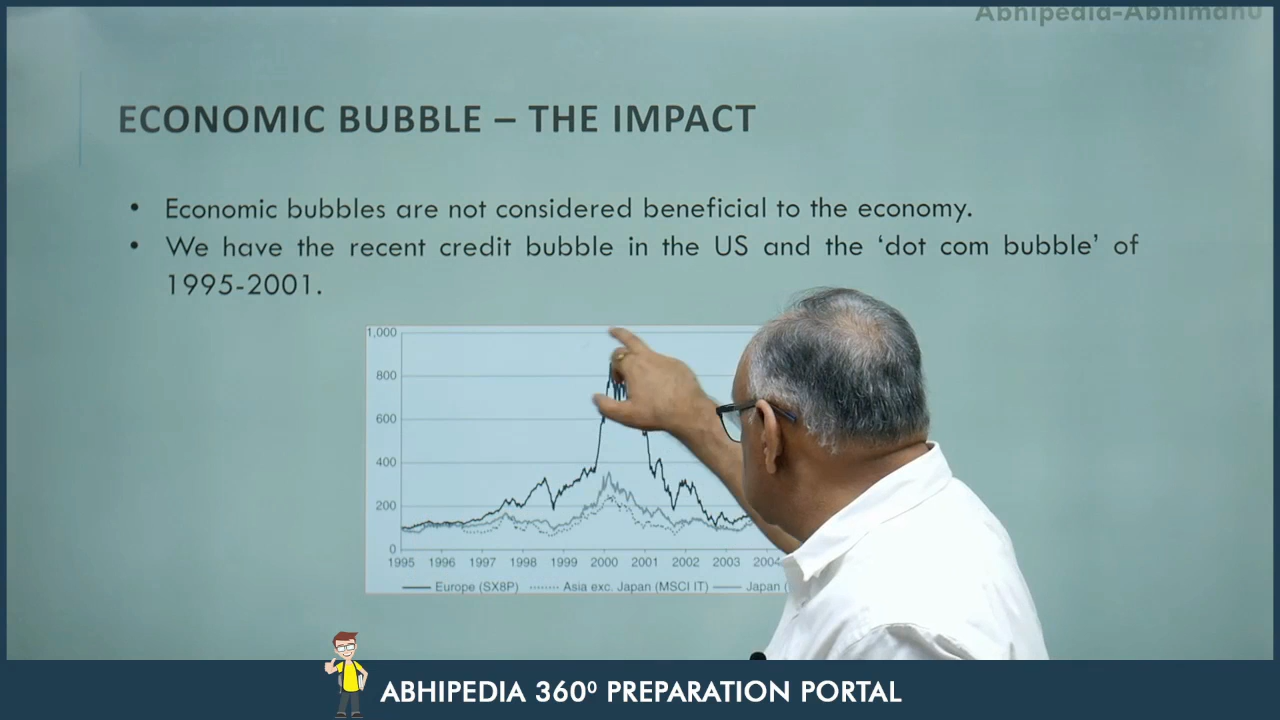 Abhipedia-Abhimanu
ECONOMIC BUBBLE – THE IMPACT
• Economic bubbles are not considered beneficial to the economy.
• We have the recent credit bubble in the US and the ‘dot com bubble’ of
1995-2001.
1,000
800
600
400
200
0
1995 1996 1997 1998 1999 2000 2001 2002 2003 2004
Europe (SX8P) Asia exc. Japan (MSCI IT) Japan (
ABHIPEDIA 360⁰ PREPARATION PORTAL